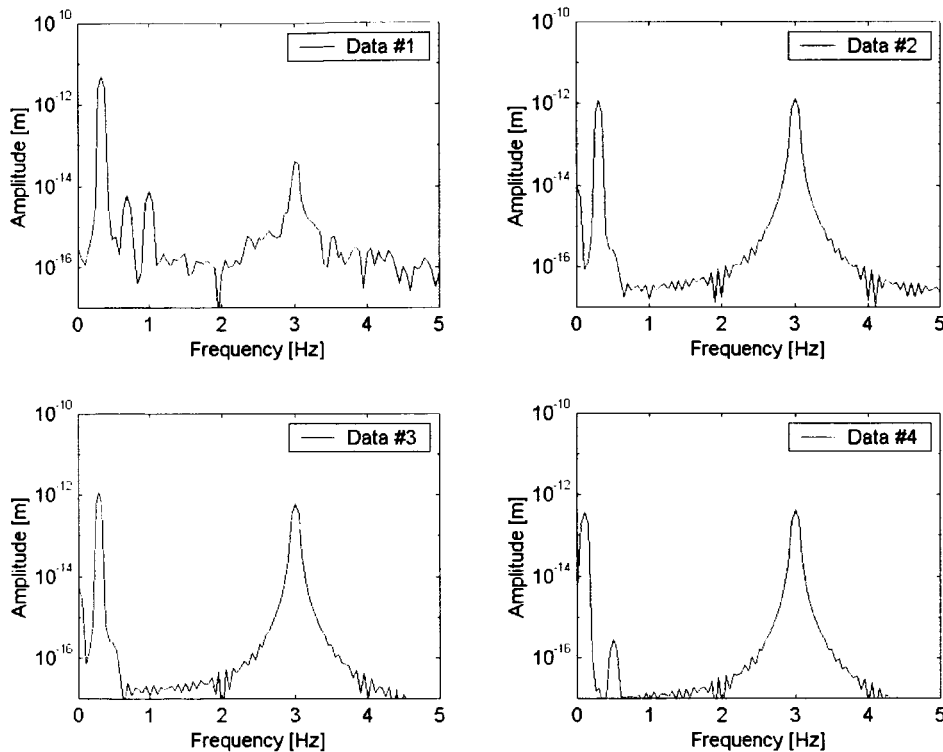 Data #1
10^-10
10^-12
10^-14
10^-16
Amplitude [m]
0 1 2 3 4 5
Frequency [Hz]
Data #2
10^-10
10^-12
10^-14
10^-16
Amplitude [m]
0 1 2 3 4 5
Frequency [Hz]
Data #3
10^-10
10^-12
10^-14
10^-16
Amplitude [m]
0 1 2 3 4 5
Frequency [Hz]
Data #4
10^-10
10^-12
10^-14
10^-16
Amplitude [m]
0 1 2 3 4 5
Frequency [Hz]